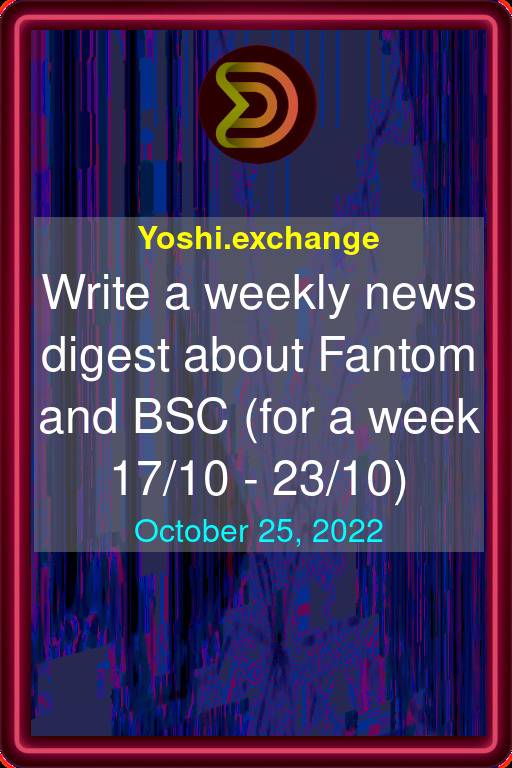 Yoshi.exchange
Write a weekly news
digest about Fantom
and BSC (for a week
17/10 - 23/10)
October 25, 2022